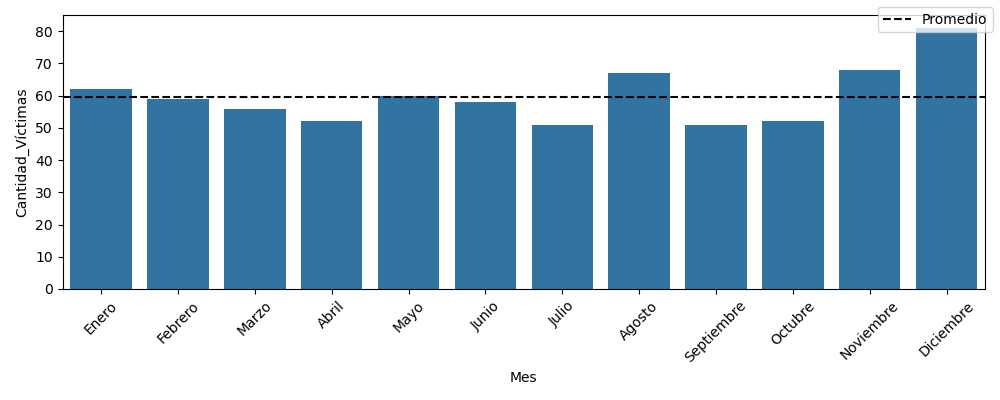 Promedio
Cantidad_Víctimas
80
70
60
50
40
30
20
10
0
Enero
Febrero
Marzo
Abril
Mayo
Junio
Julio
Agosto
Septiembre
Octubre
Noviembre
Diciembre
Mes